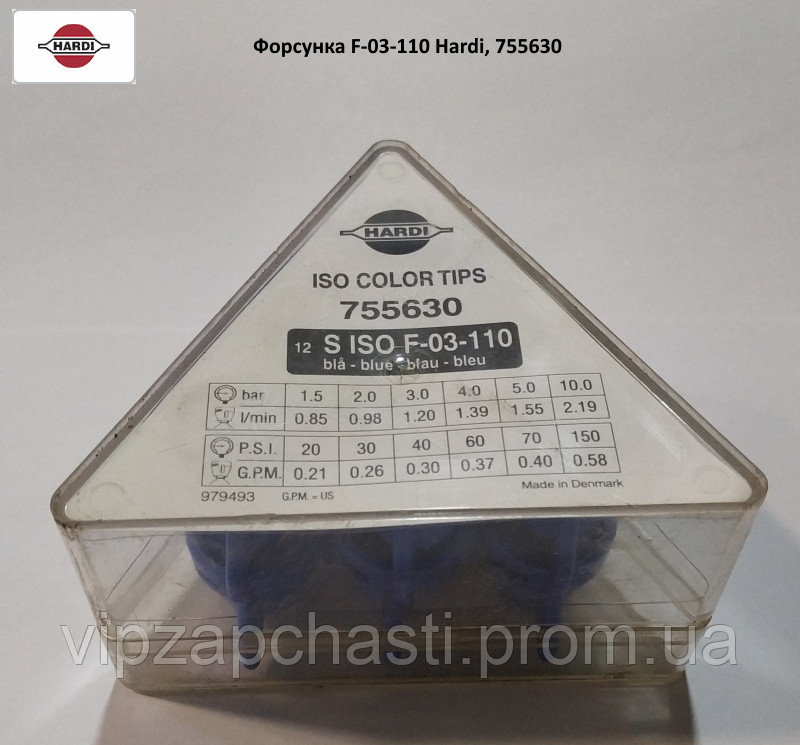 HARDI
Форсунка F-03-110 Hardi, 755630
HARDI
ISO COLOR TIPS
755630
12 S ISO F-03-110
blå - blue - blau - bleu
bar 1.5 2.0 3.0 4.0 5.0 10.0
l/min 0.85 0.98 1.20 1.39 1.55 2.19
P.S.I. 20 30 40 60 70 150
G.P.M. 0.21 0.26 0.30 0.37 0.40 0.58
979493 G.P.M. = US Made in Denmark
vipzapchasti.prom.ua